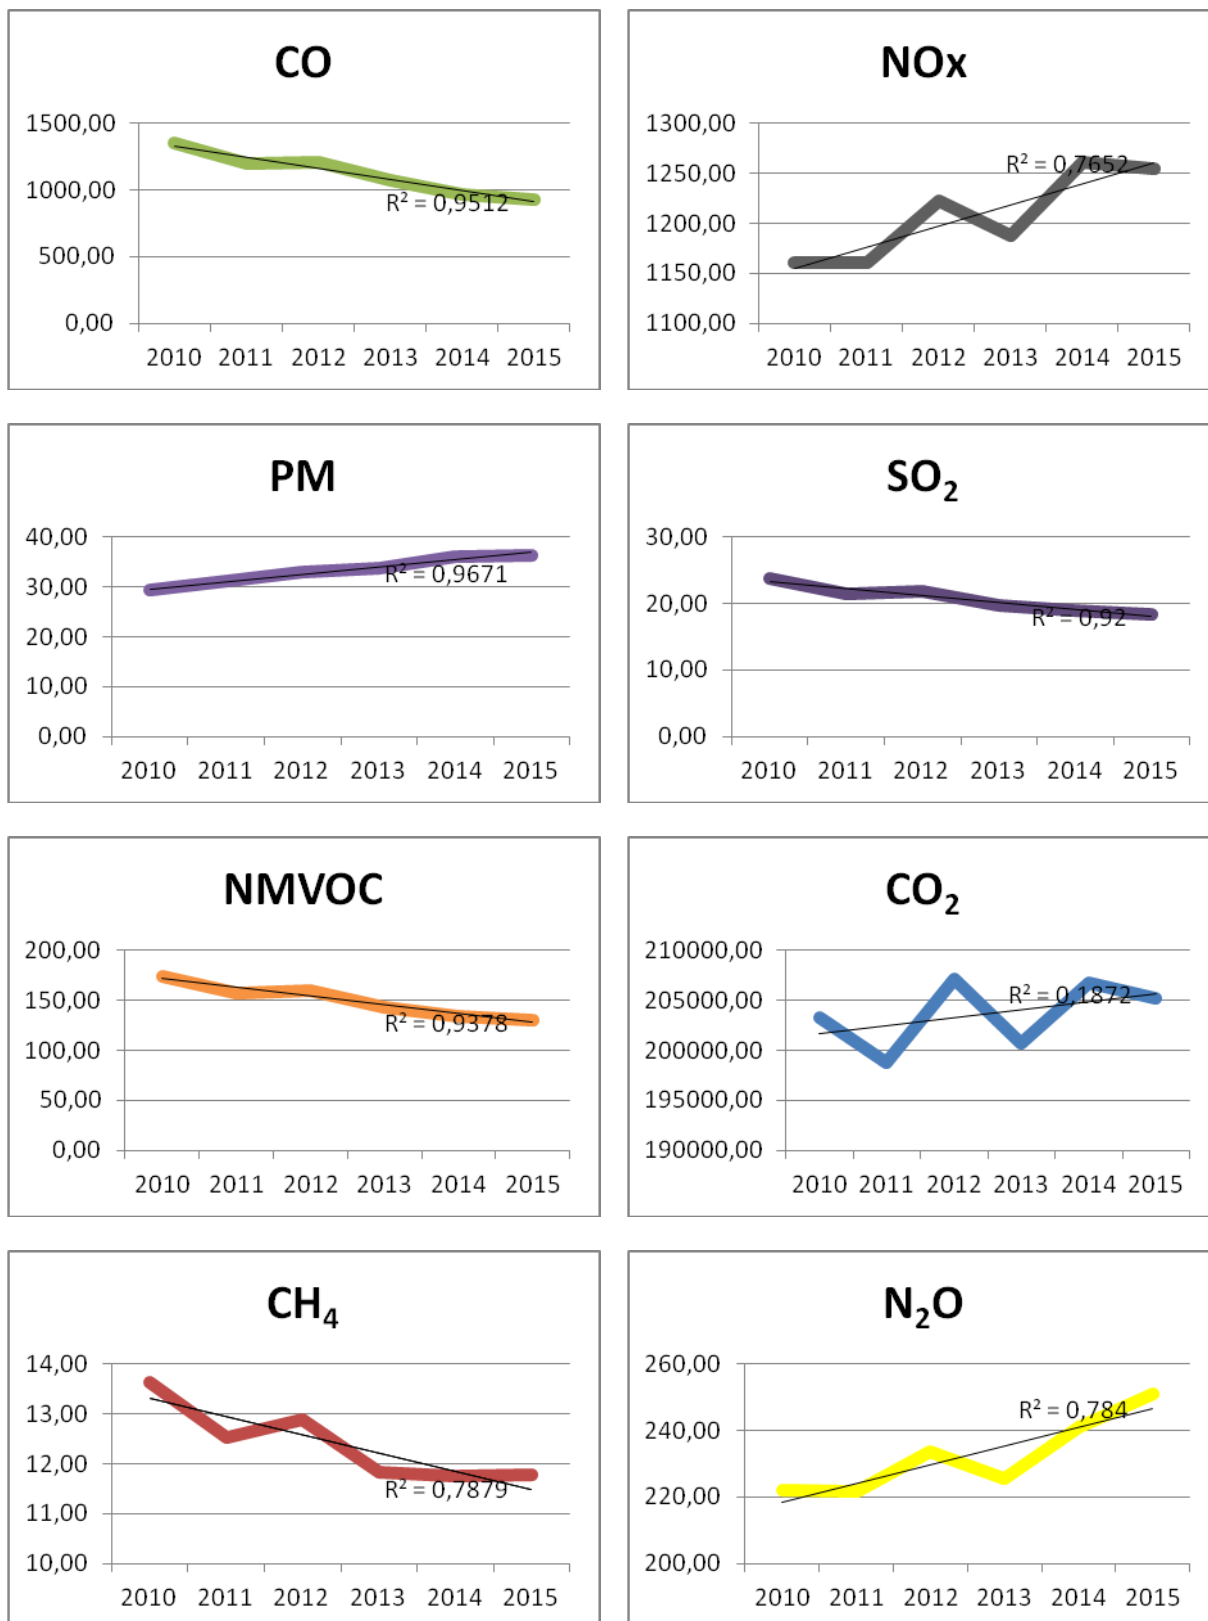 CO
1500,00
1000,00
500,00
0,00
R² = 0,9512
2010 2011 2012 2013 2014 2015
NOx
1300,00
1250,00
1200,00
1150,00
1100,00
R² = 0,7652
2010 2011 2012 2013 2014 2015
PM
40,00
30,00
20,00
10,00
0,00
R² = 0,9671
2010 2011 2012 2013 2014 2015
SO₂
30,00
20,00
10,00
0,00
R² = 0,92
2010 2011 2012 2013 2014 2015
NMVOC
200,00
150,00
100,00
50,00
0,00
R² = 0,9378
2010 2011 2012 2013 2014 2015
CO₂
210000,00
205000,00
200000,00
195000,00
190000,00
R² = 0,1872
2010 2011 2012 2013 2014 2015
CH₄
14,00
13,00
12,00
11,00
10,00
R² = 0,7879
2010 2011 2012 2013 2014 2015
N₂O
260,00
240,00
220,00
200,00
R² = 0,784
2010 2011 2012 2013 2014 2015